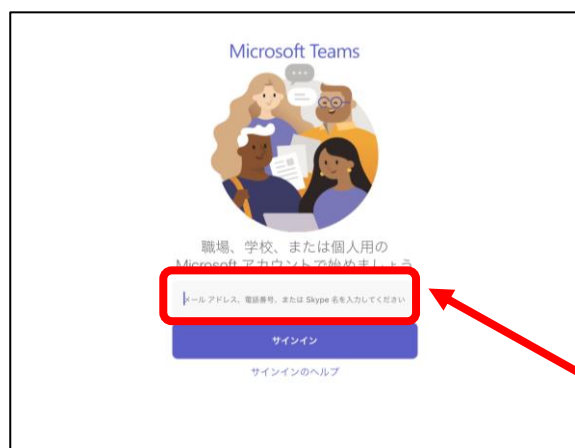 Microsoft Teams
職場、学校、または個人用の
Microsoft アカウントで始めましょう
メール アドレス、電話番号、または Skype 名を入力してください
サインイン
サインインのヘルプ